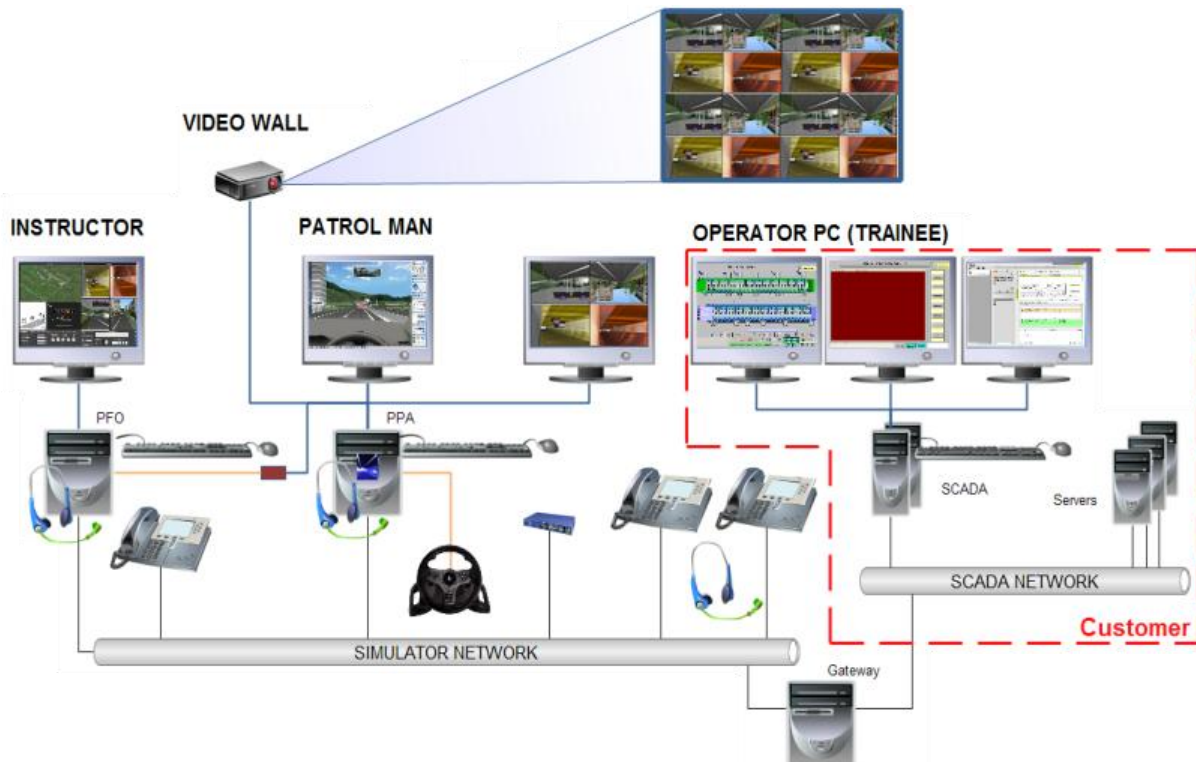 VIDEO WALL
INSTRUCTOR
PATROL MAN
OPERATOR PC (TRAINEE)
PFO
PPA
SCADA
Servers
SCADA NETWORK
Customer
SIMULATOR NETWORK
Gateway